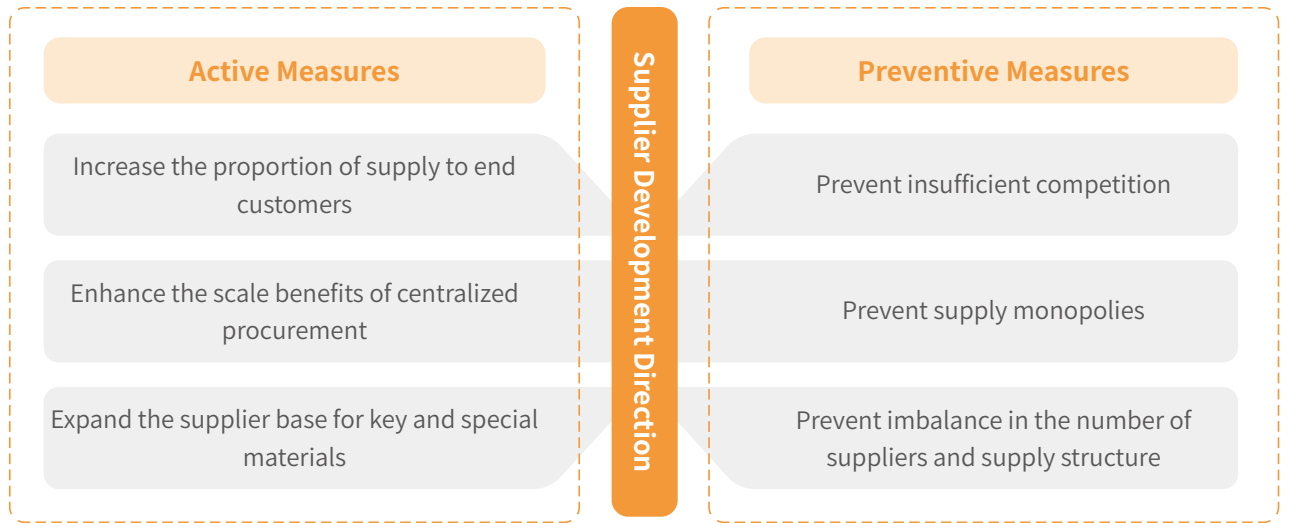 Active Measures
Increase the proportion of supply to end
customers
Enhance the scale benefits of centralized
procurement
Expand the supplier base for key and special
materials
Supplier Development Direction
Preventive Measures
Prevent insufficient competition
Prevent supply monopolies
Prevent imbalance in the number of
suppliers and supply structure